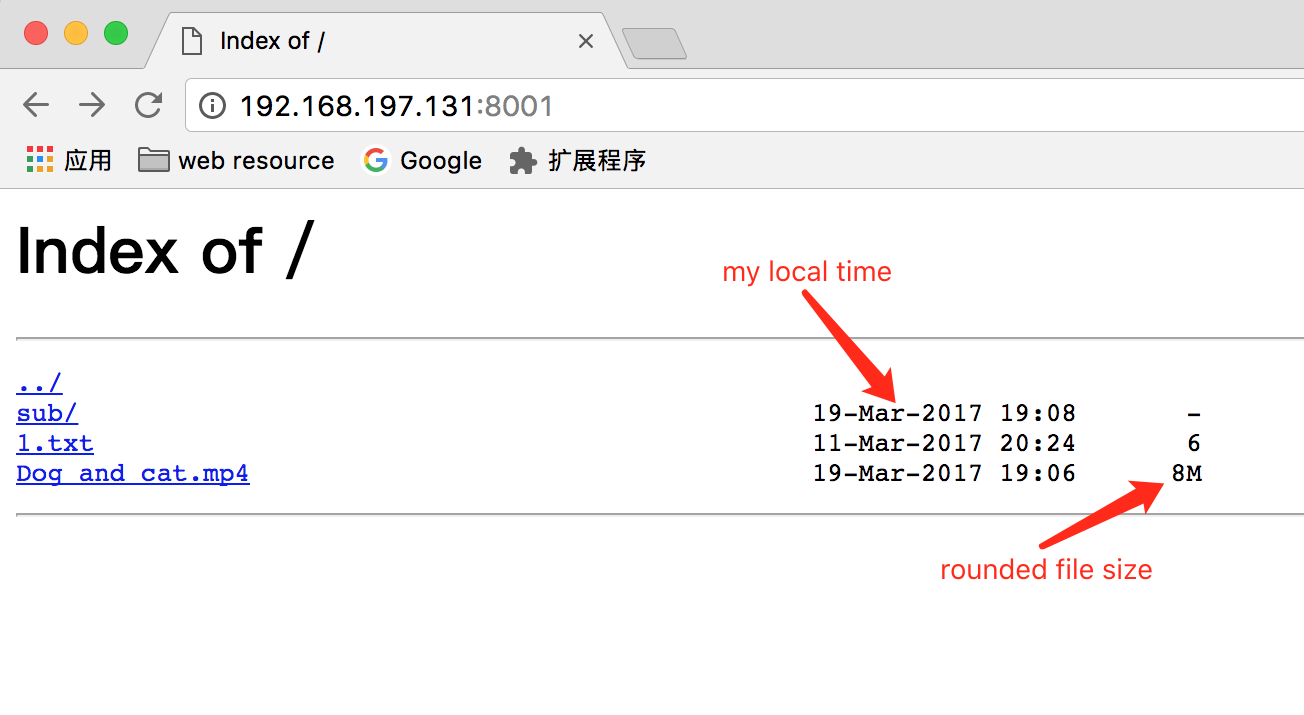 Index of /
192.168.197.131:8001
应用 web resource Google 扩展程序
Index of /
my local time
../
sub/ 19-Mar-2017 19:08 -
1.txt 11-Mar-2017 20:24 6
Dog and cat.mp4 19-Mar-2017 19:06 8M
rounded file size